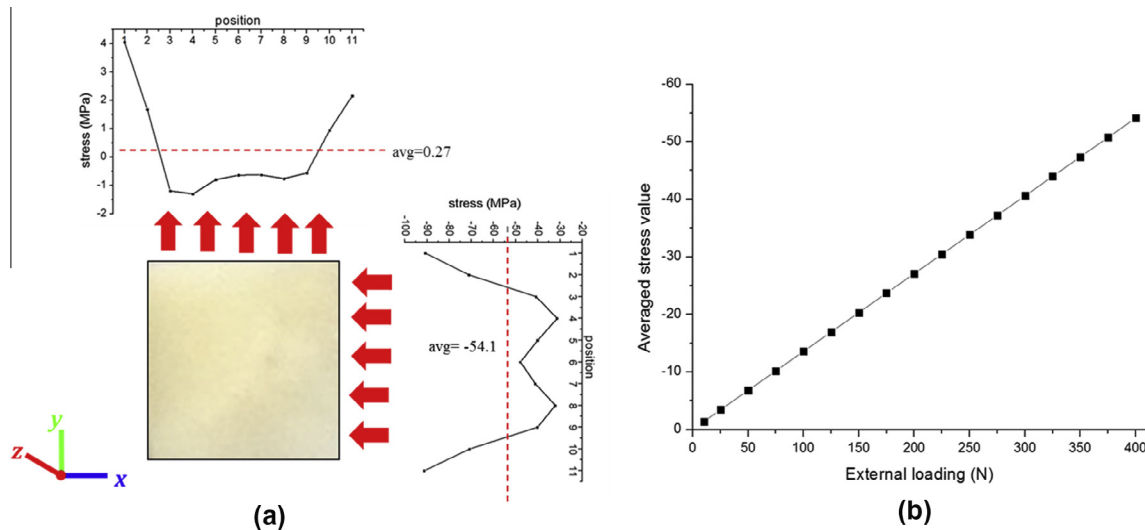 position
1 2 3 4 5 6 7 8 9 10 11
4
3
2
1
0
-1
-2
stress (MPa)
avg=0.27
stress (MPa)
-100 -90 -80 -70 -60 -50 -40 -30 -20
1
2
3
4
5
6
7
8
9
10
11
position
avg= -54.1
y
z
x
(a)
-60
-50
-40
-30
-20
-10
0
Averaged stress value
0 50 100 150 200 250 300 350 400
External loading (N)
(b)